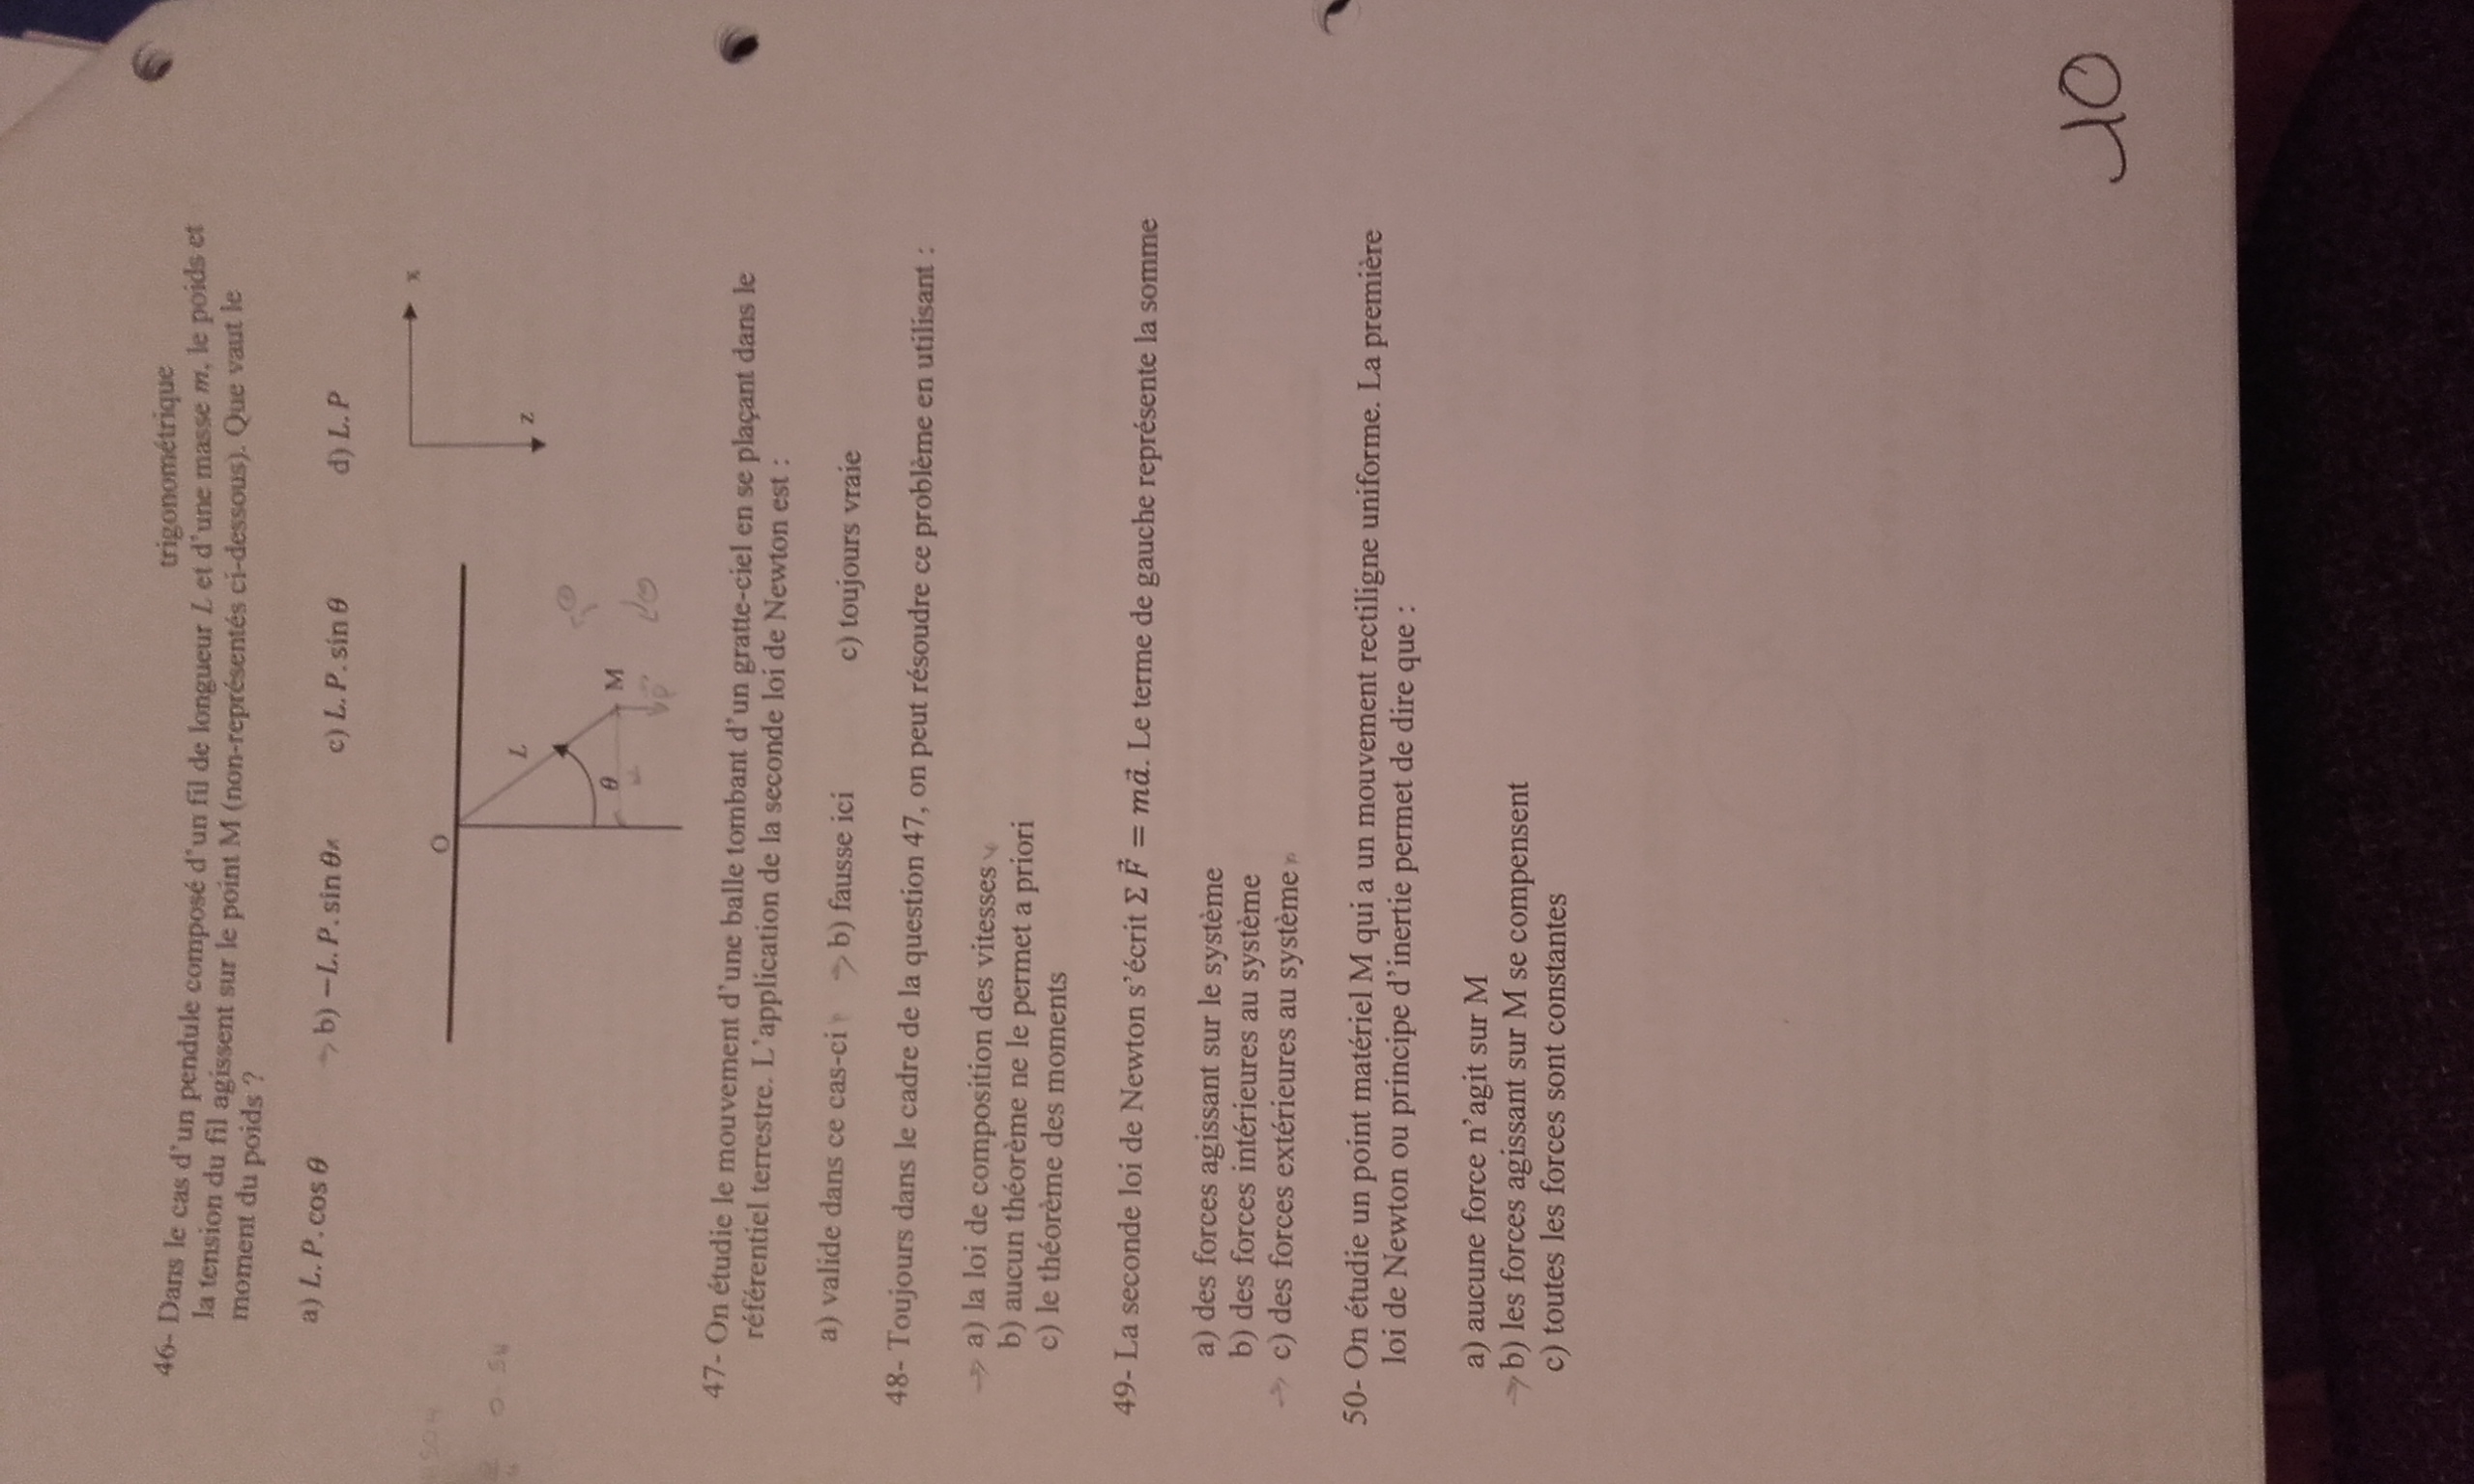 trigonométrique
46- Dans le cas d'un pendule composé d'un fil de longueur L et d'une masse m, le poids et
la tension du fil agissent sur le point M (non-représentés ci-dessous). Que vaut le
moment du poids ?
a) L. P. cos θ b) −L. P. sin θ c) L. P. sin θ d) L. P
O
x
L
z
θ
M
P
47- On étudie le mouvement d'une balle tombant d'un gratte-ciel en se plaçant dans le
référentiel terrestre. L'application de la seconde loi de Newton est :
a) valide dans ce cas-ci b) fausse ici c) toujours vraie
48- Toujours dans le cadre de la question 47, on peut résoudre ce problème en utilisant :
a) la loi de composition des vitesses
b) aucun théorème ne le permet a priori
c) le théorème des moments
49- La seconde loi de Newton s'écrit Σ F⃗ = ma⃗. Le terme de gauche représente la somme
a) des forces agissant sur le système
b) des forces intérieures au système
c) des forces extérieures au système
50- On étudie un point matériel M qui a un mouvement rectiligne uniforme. La première
loi de Newton ou principe d'inertie permet de dire que :
a) aucune force n'agit sur M
b) les forces agissant sur M se compensent
c) toutes les forces sont constantes
10